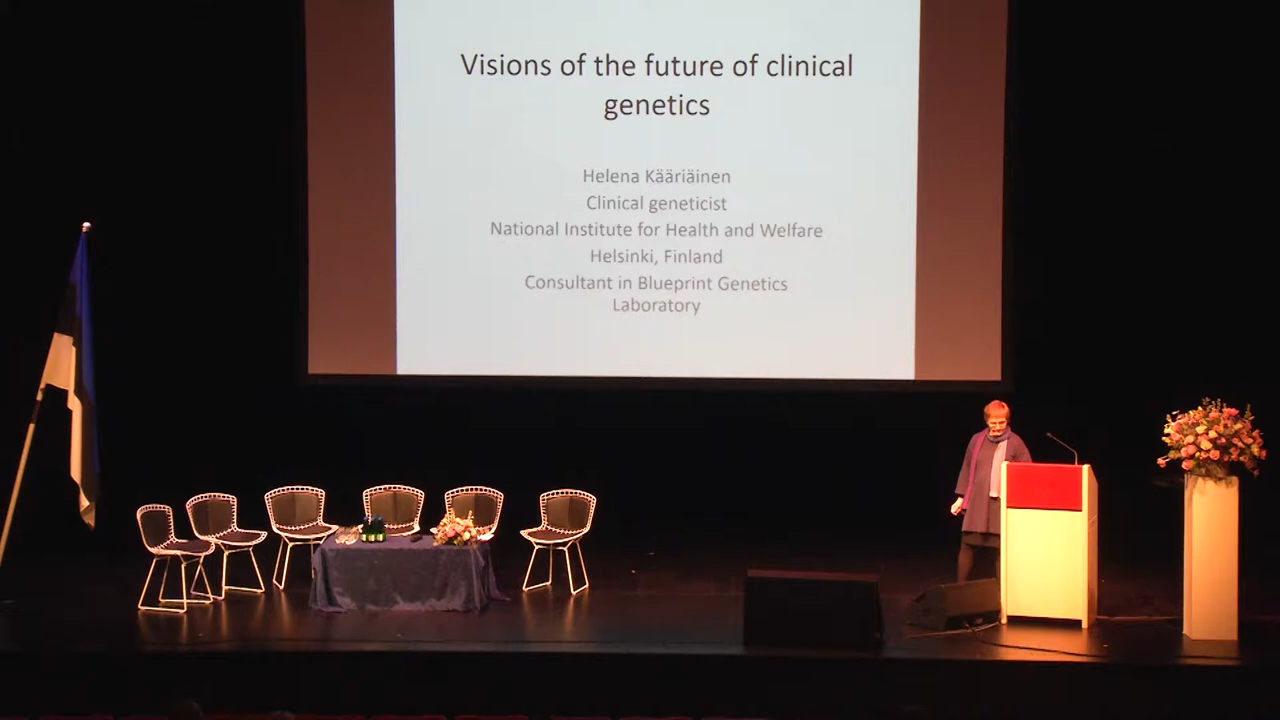 Visions of the future of clinical
genetics
Helena Kääriäinen
Clinical geneticist
National Institute for Health and Welfare
Helsinki, Finland
Consultant in Blueprint Genetics
Laboratory